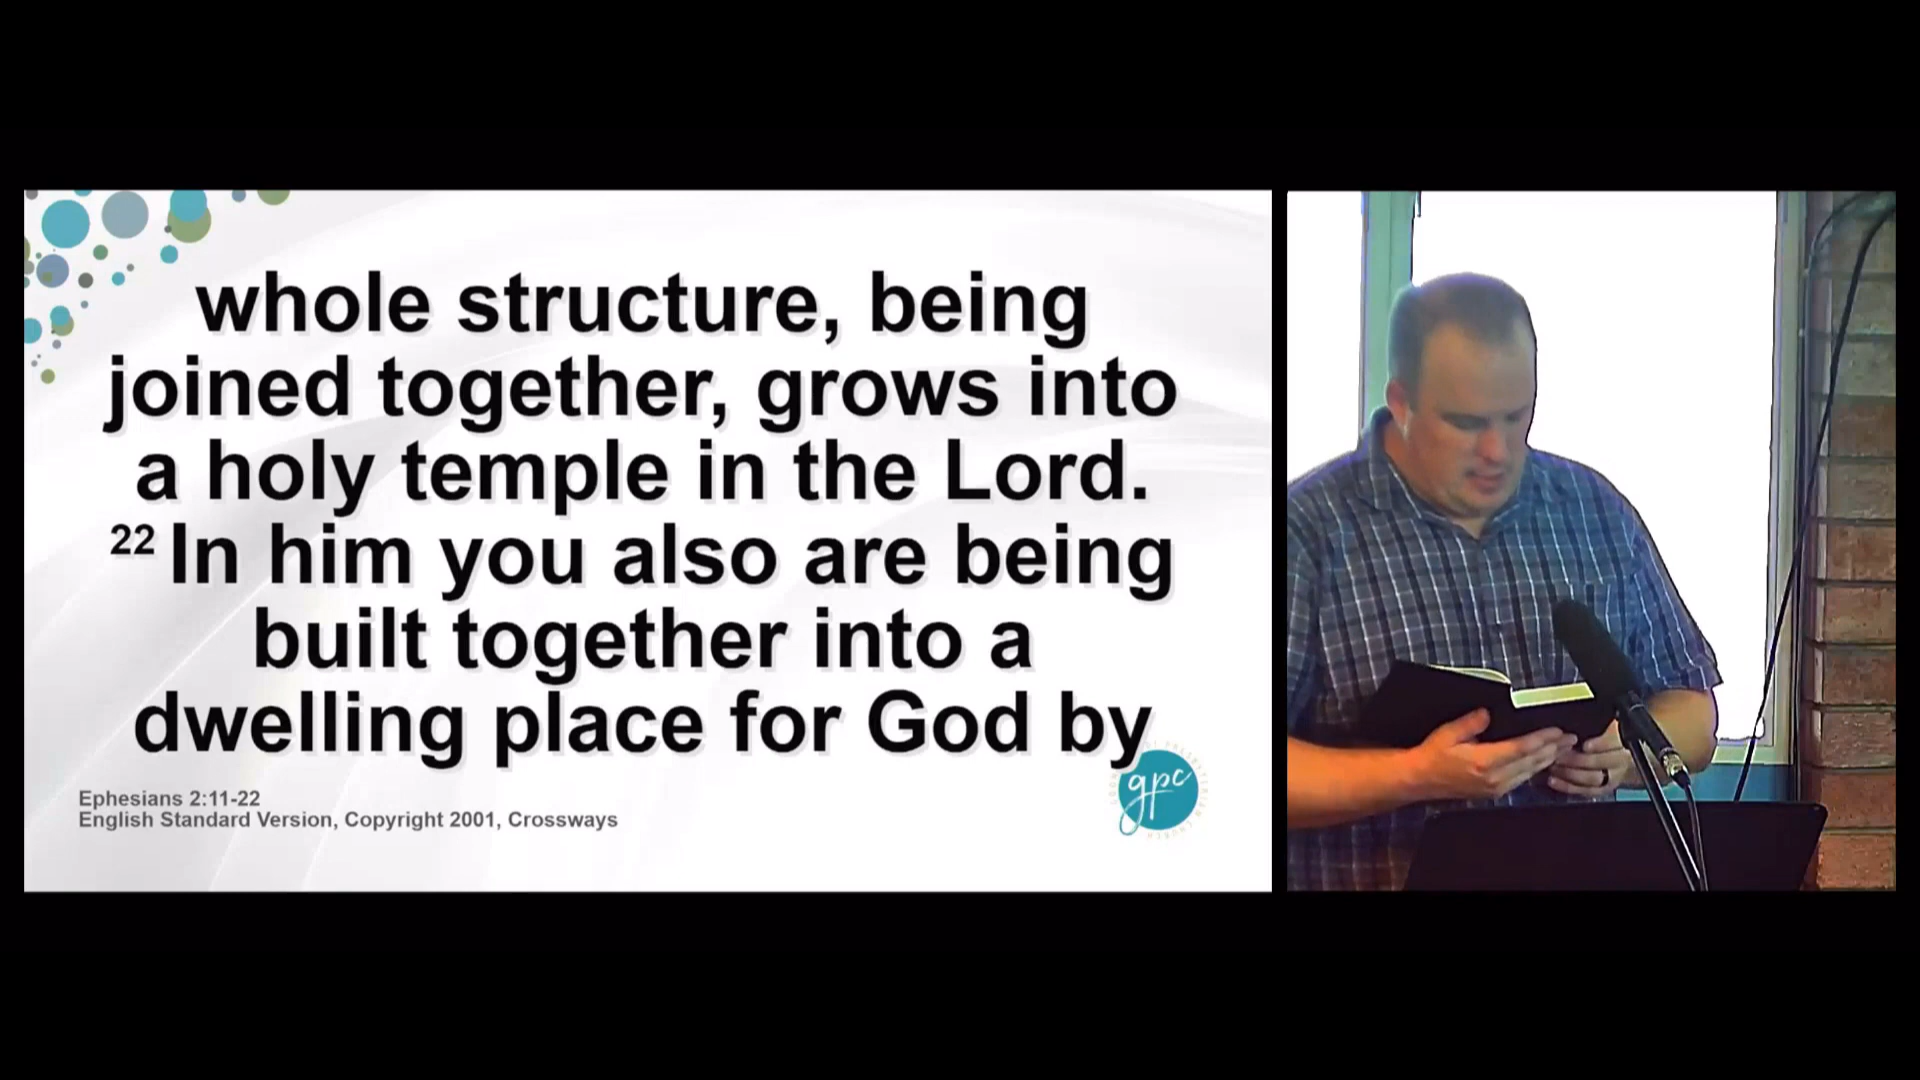 whole structure, being
joined together, grows into
a holy temple in the Lord.
22 In him you also are being
built together into a
dwelling place for God by
Ephesians 2:11-22
English Standard Version, Copyright 2001, Crossways
gpc